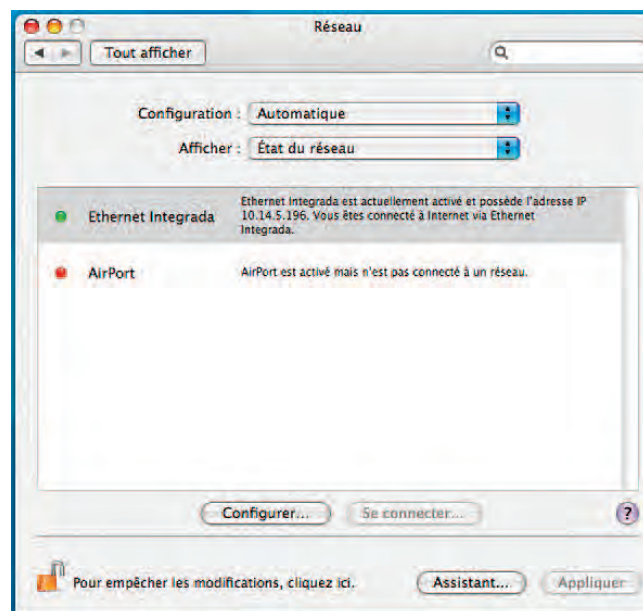 Réseau
Tout afficher
Configuration : Automatique
Afficher : État du réseau
Ethernet Integrada
Ethernet Integrada est actuellement activé et possède l'adresse IP
10.14.5.196. Vous êtes connecté à Internet via Ethernet
Integrada.
AirPort
AirPort est activé mais n'est pas connecté à un réseau.
Configurer... Se connecter... ?
Pour empêcher les modifications, cliquez ici. Assistant... Appliquer